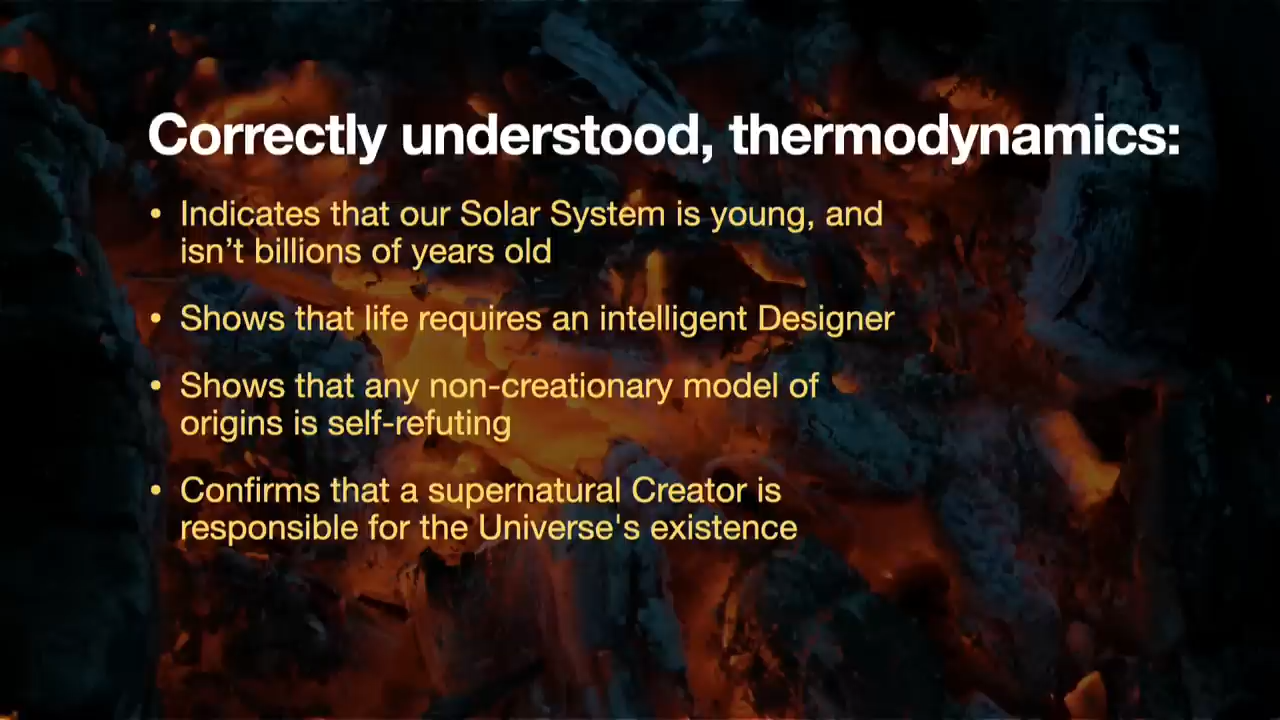 Correctly understood, thermodynamics:
• Indicates that our Solar System is young, and
isn’t billions of years old
• Shows that life requires an intelligent Designer
• Shows that any non-creationary model of
origins is self-refuting
• Confirms that a supernatural Creator is
responsible for the Universe's existence